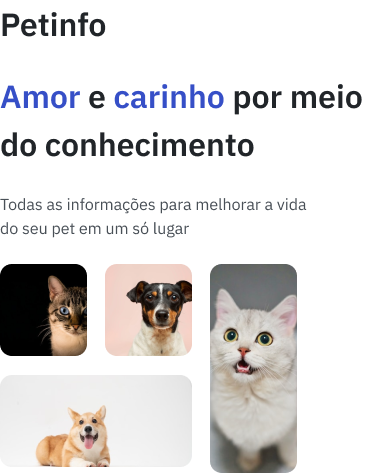 Petinfo
Amor e carinho por meio
do conhecimento
Todas as informações para melhorar a vida
do seu pet em um só lugar